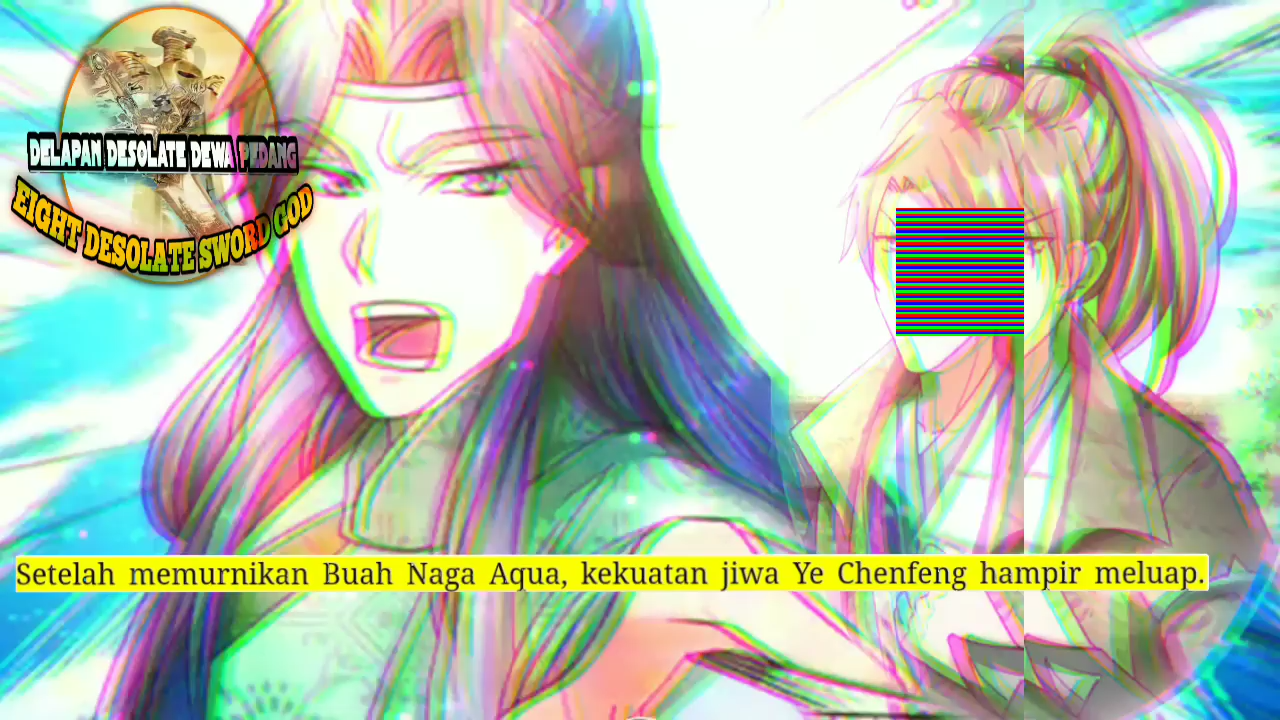 DELAPAN DESOLATE DEWA PEDANG
EIGHT DESOLATE SWORD GOD
Setelah memurnikan Buah Naga Aqua, kekuatan jiwa Ye Chenfeng hampir meluap.